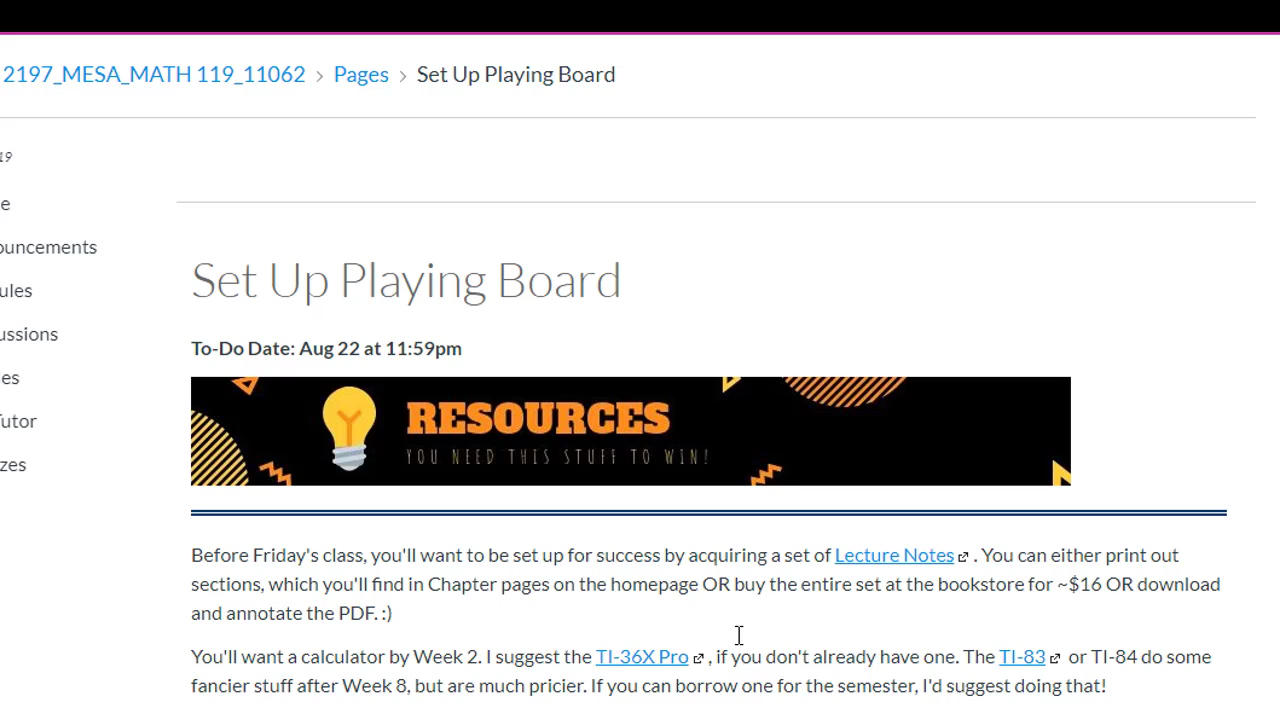 2197_MESA_MATH 119_11062 > Pages > Set Up Playing Board
19
e
ouncements
ules
ussions
es
Tutor
zes
Set Up Playing Board
To-Do Date: Aug 22 at 11:59pm
RESOURCES
YOU NEED THIS STUFF TO WIN!
Before Friday's class, you'll want to be set up for success by acquiring a set of Lecture Notes . You can either print out
sections, which you'll find in Chapter pages on the homepage OR buy the entire set at the bookstore for ~$16 OR download
and annotate the PDF. :)
You'll want a calculator by Week 2. I suggest the TI-36X Pro , if you don't already have one. The TI-83 or TI-84 do some
fancier stuff after Week 8, but are much pricier. If you can borrow one for the semester, I'd suggest doing that!